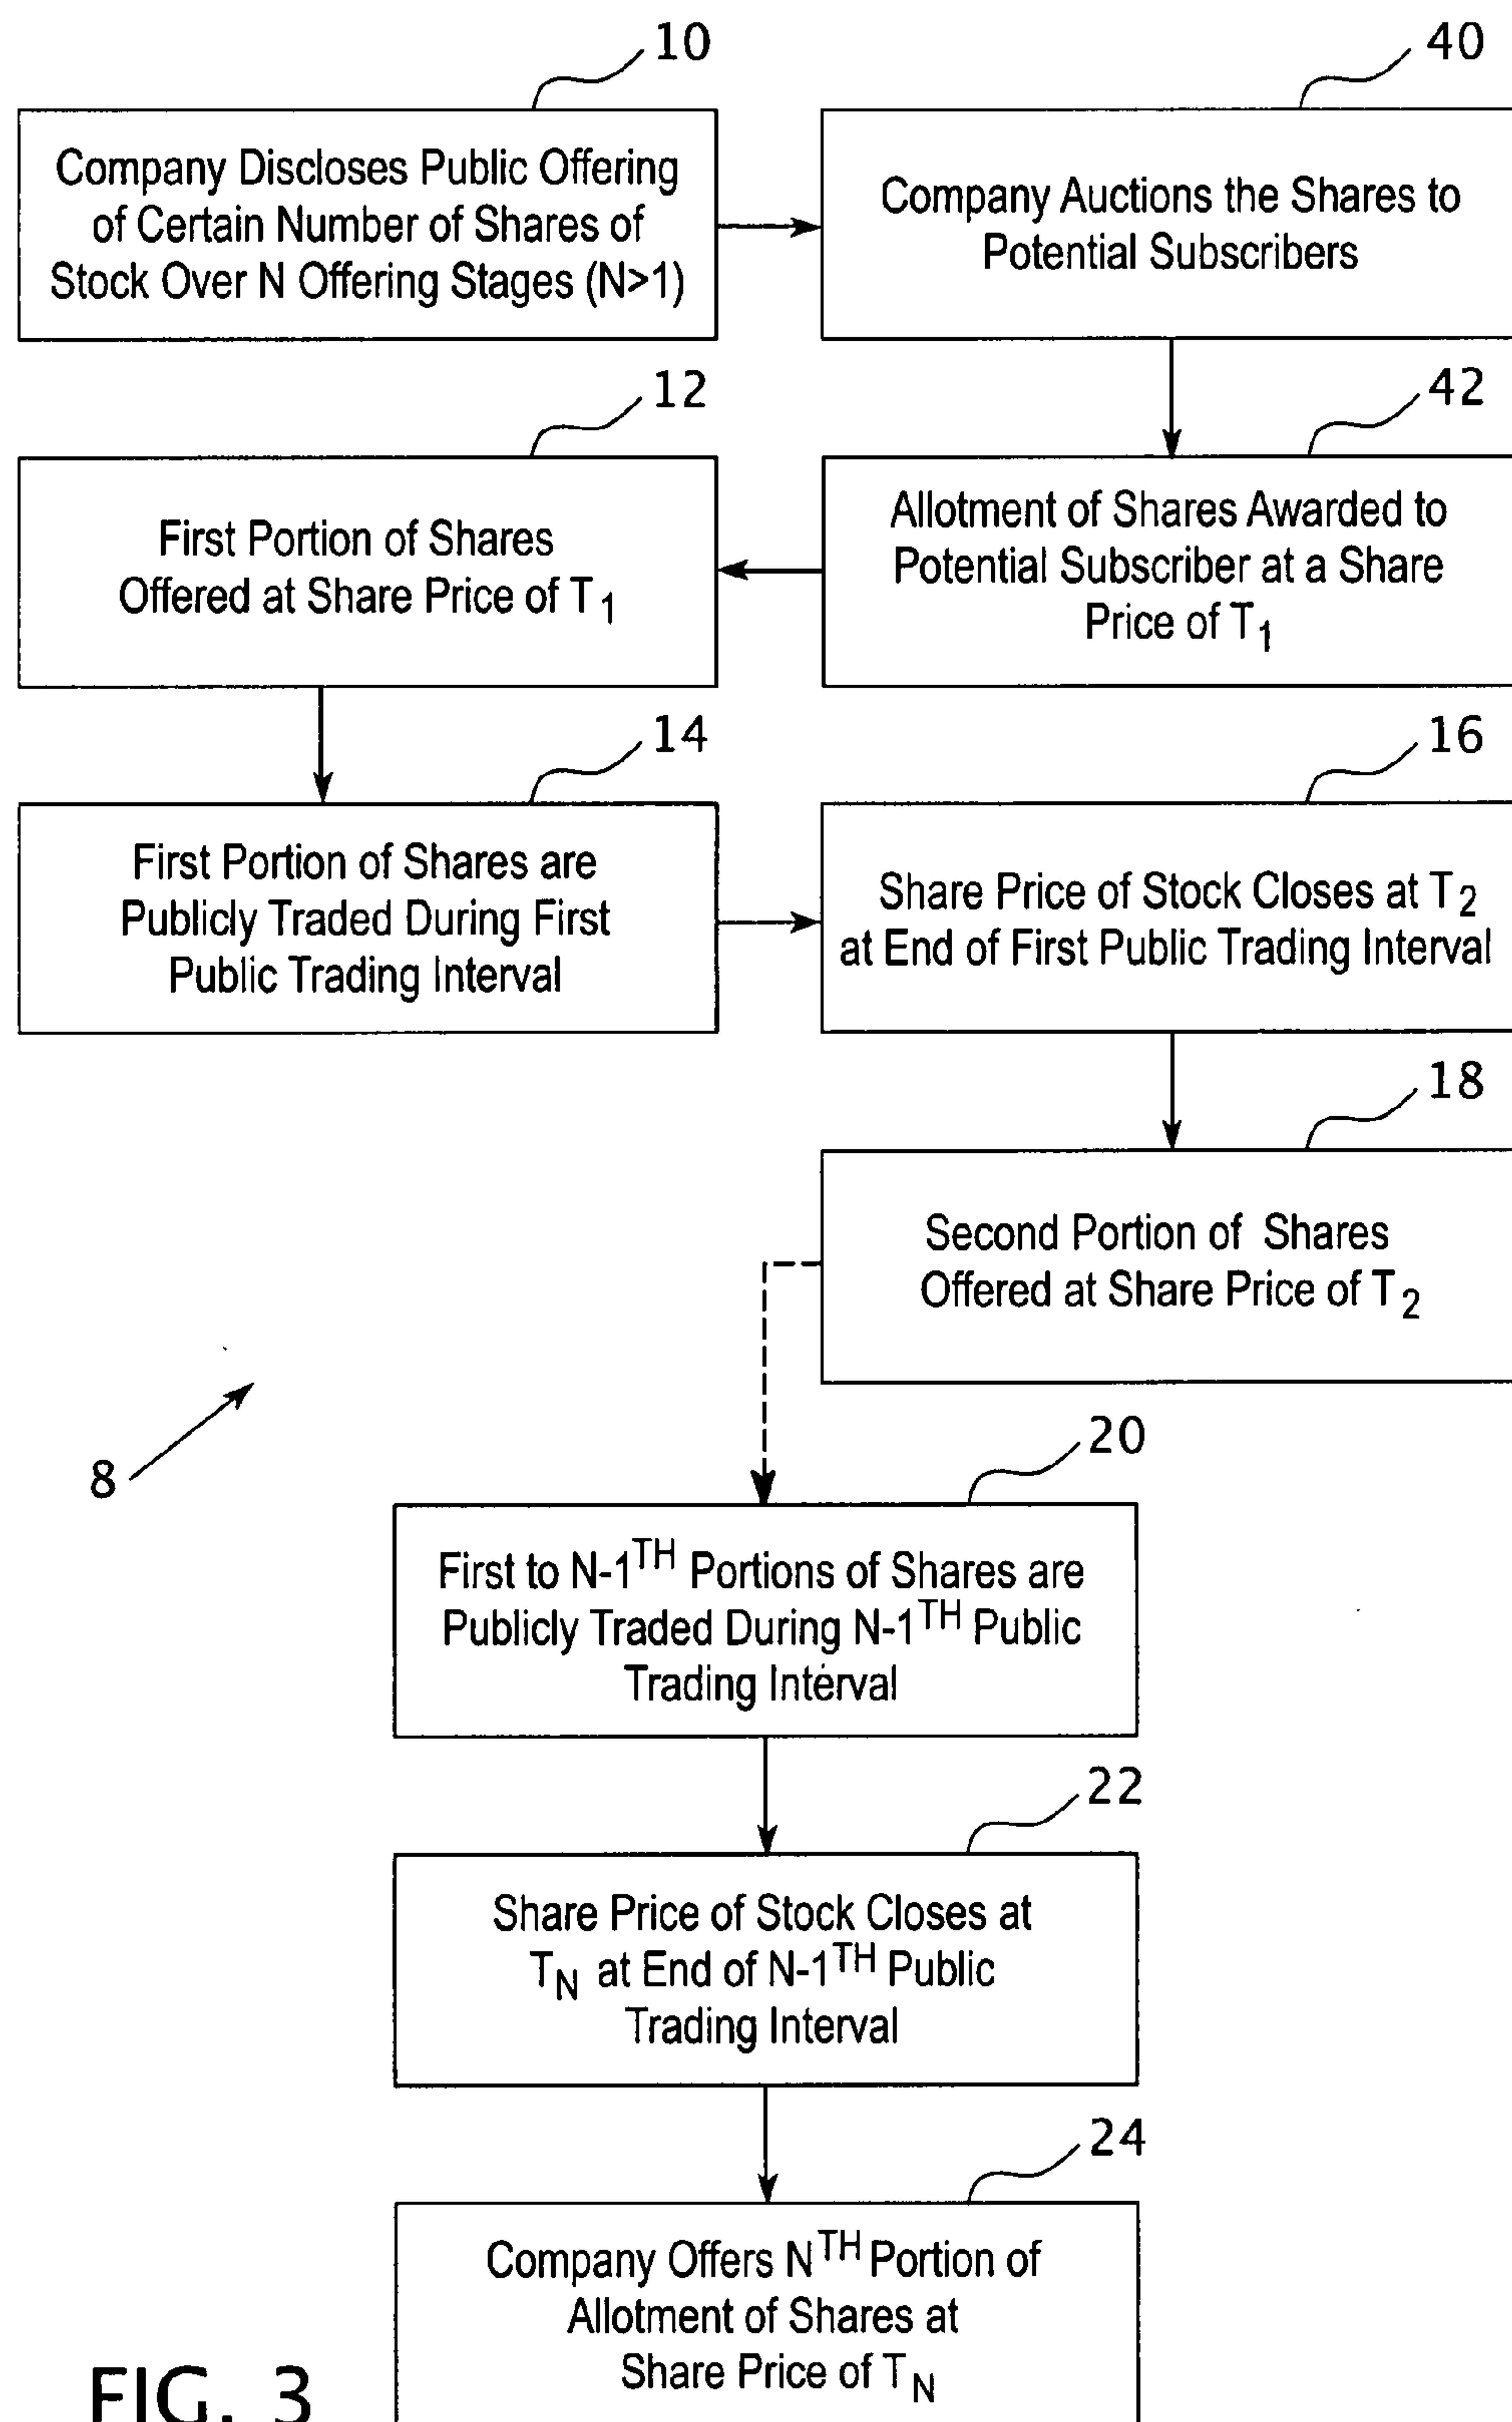 10
Company Discloses Public Offering
of Certain Number of Shares of
Stock Over N Offering Stages (N>1)
40
Company Auctions the Shares to
Potential Subscribers
42
Allotment of Shares Awarded to
Potential Subscriber at a Share
Price of T1
12
First Portion of Shares
Offered at Share Price of T1
14
First Portion of Shares are
Publicly Traded During First
Public Trading Interval
16
Share Price of Stock Closes at T2
at End of First Public Trading Interval
18
Second Portion of Shares
Offered at Share Price of T2
8
20
First to N-1TH Portions of Shares are
Publicly Traded During N-1TH Public
Trading Interval
22
Share Price of Stock Closes at
TN at End of N-1TH Public
Trading Interval
24
Company Offers NTH Portion of
Allotment of Shares at
Share Price of TN
FIG. 3